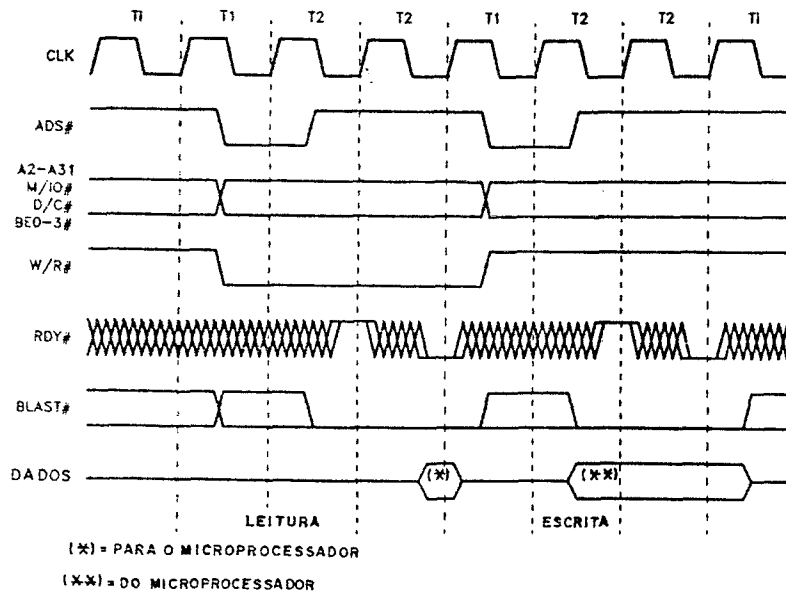 Ti T1 T2 T2 T1 T2 T2 Ti
CLK
ADS#
A2-A31
M/IO#
D/C#
BE0-3#
W/R#
RDY#
BLAST#
DADOS
(*) (**)
LEITURA ESCRITA
(*) = PARA O MICROPROCESSADOR
(**) = DO MICROPROCESSADOR